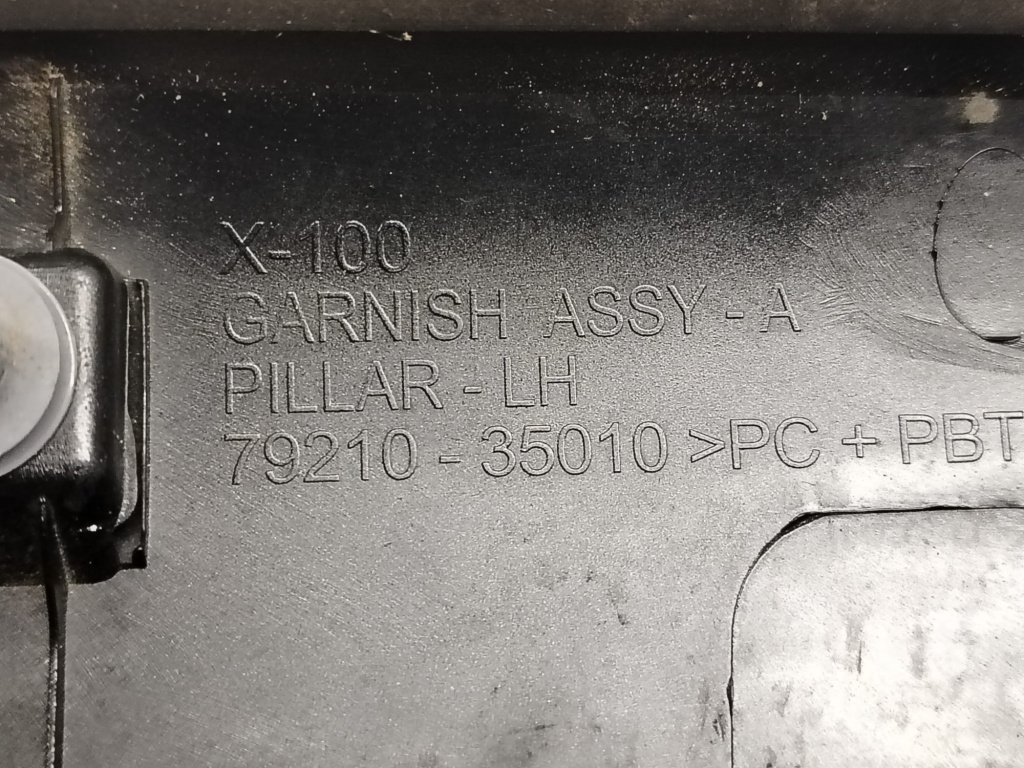 X-100
GARNISH ASSY - A
PILLAR - LH
79210 - 35010 >PC + PBT